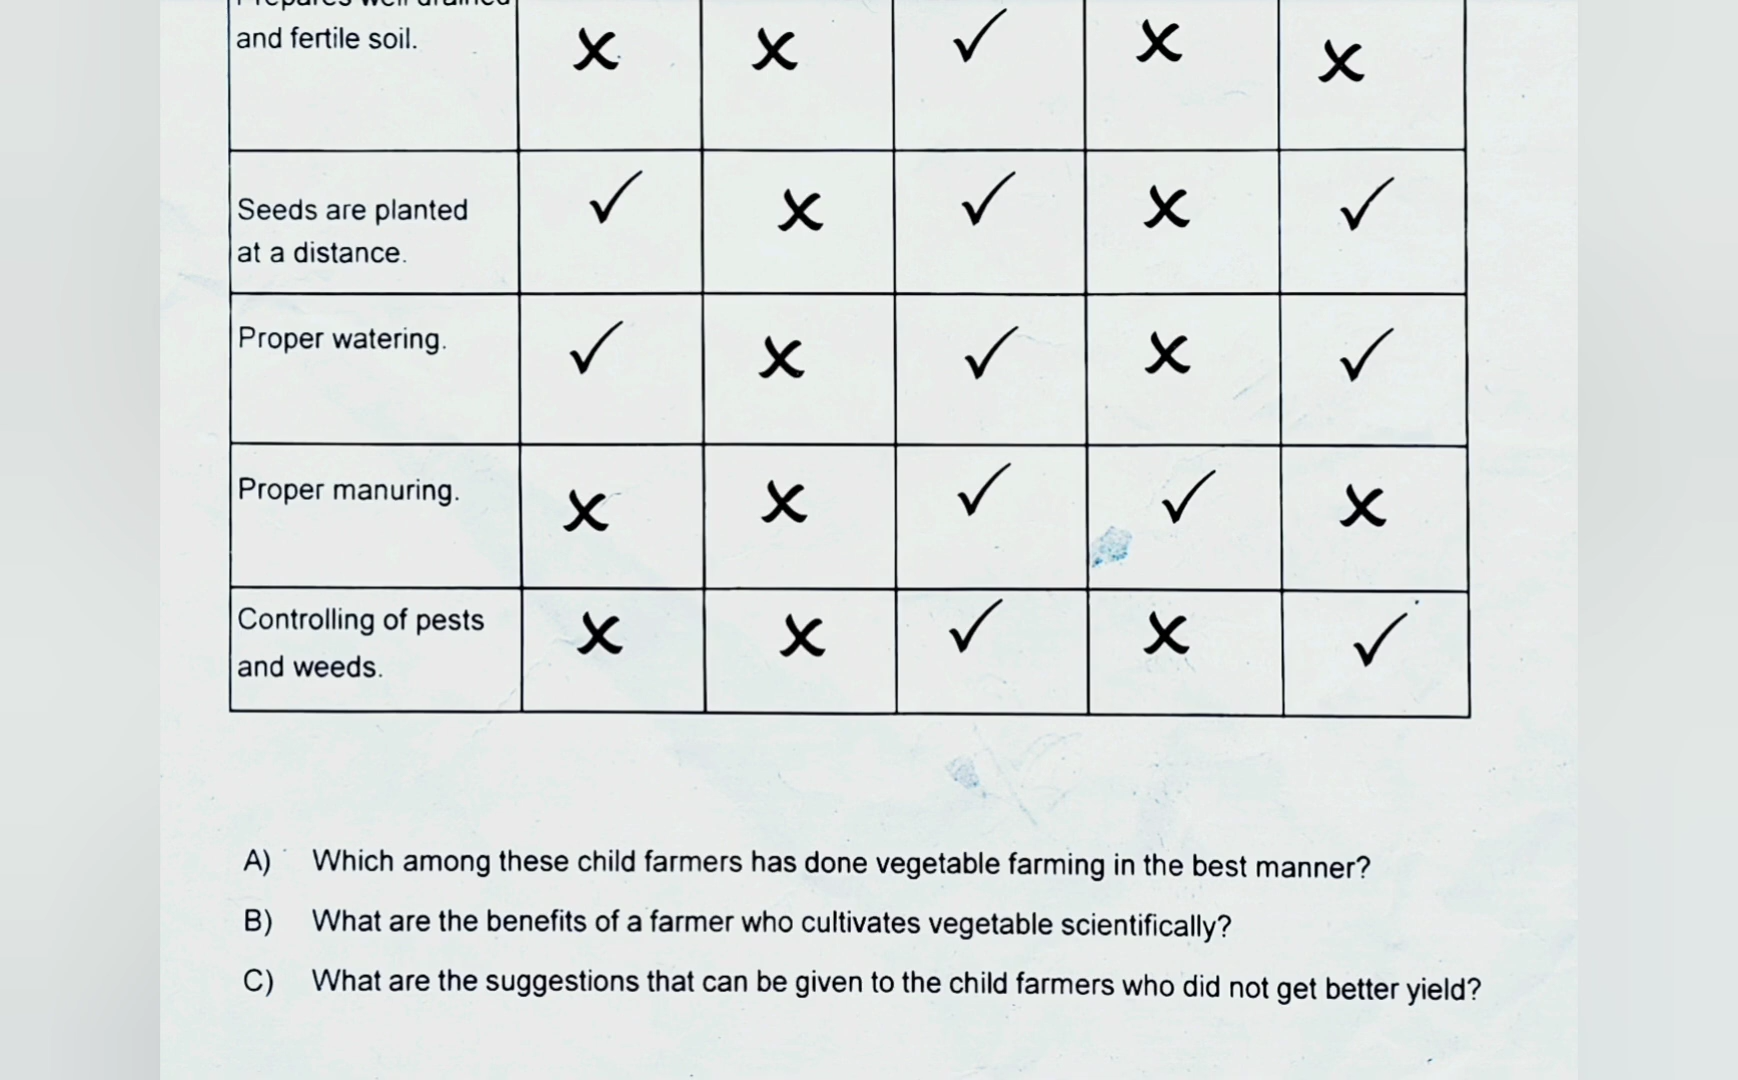 and fertile soil.
Seeds are planted
at a distance.
Proper watering.
Proper manuring.
Controlling of pests
and weeds.
A) Which among these child farmers has done vegetable farming in the best manner?
B) What are the benefits of a farmer who cultivates vegetable scientifically?
C) What are the suggestions that can be given to the child farmers who did not get better yield?